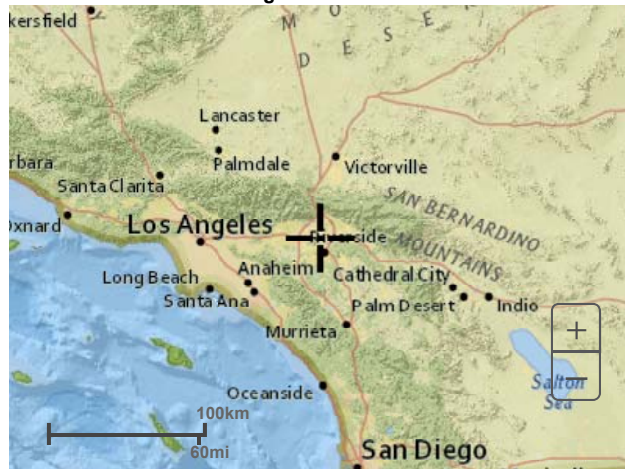 kersfield
M O
D E S E
Lancaster
Palmdale
Victorville
rbara
Santa Clarita
SAN BERNARDINO
MOUNTAINS
Oxnard
Los Angeles
Riverside
Anaheim
Long Beach
Cathedral City
Santa Ana
Palm Desert
Indio
Murrieta
+
−
Salton
Sea
Oceanside
100km
60mi
San Diego